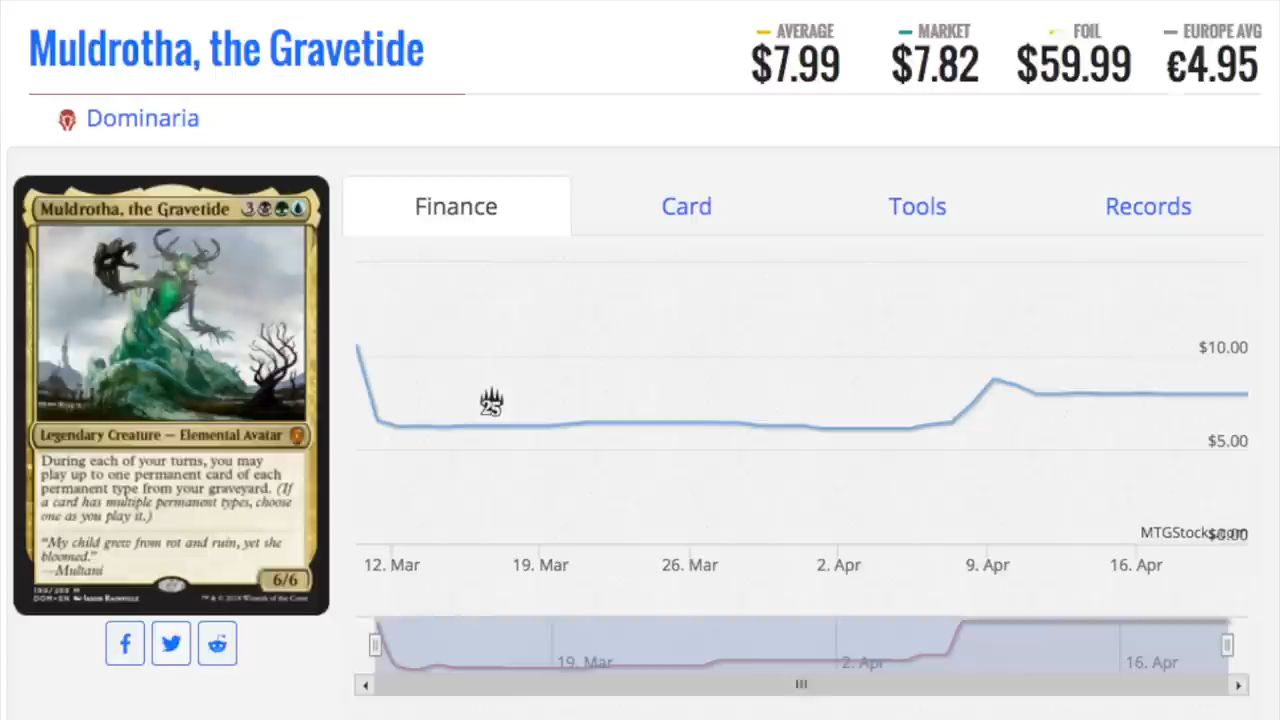 Muldrotha, the Gravetide
AVERAGE MARKET FOIL EUROPE AVG
$7.99 $7.82 $59.99 €4.95
Dominaria
Finance Card Tools Records
Muldrotha, the Gravetide 3
Legendary Creature — Elemental Avatar
During each of your turns, you may
play up to one permanent card of each
permanent type from your graveyard. (If
a card has multiple permanent types, choose
one as you play it.)
"My child grew from rot and ruin, yet she
bloomed."
—Multani
6/6
25
$10.00
$5.00
MTGStocks.com
$0.00
12. Mar 19. Mar 26. Mar 2. Apr 9. Apr 16. Apr
19. Mar 2. Apr 16. Apr